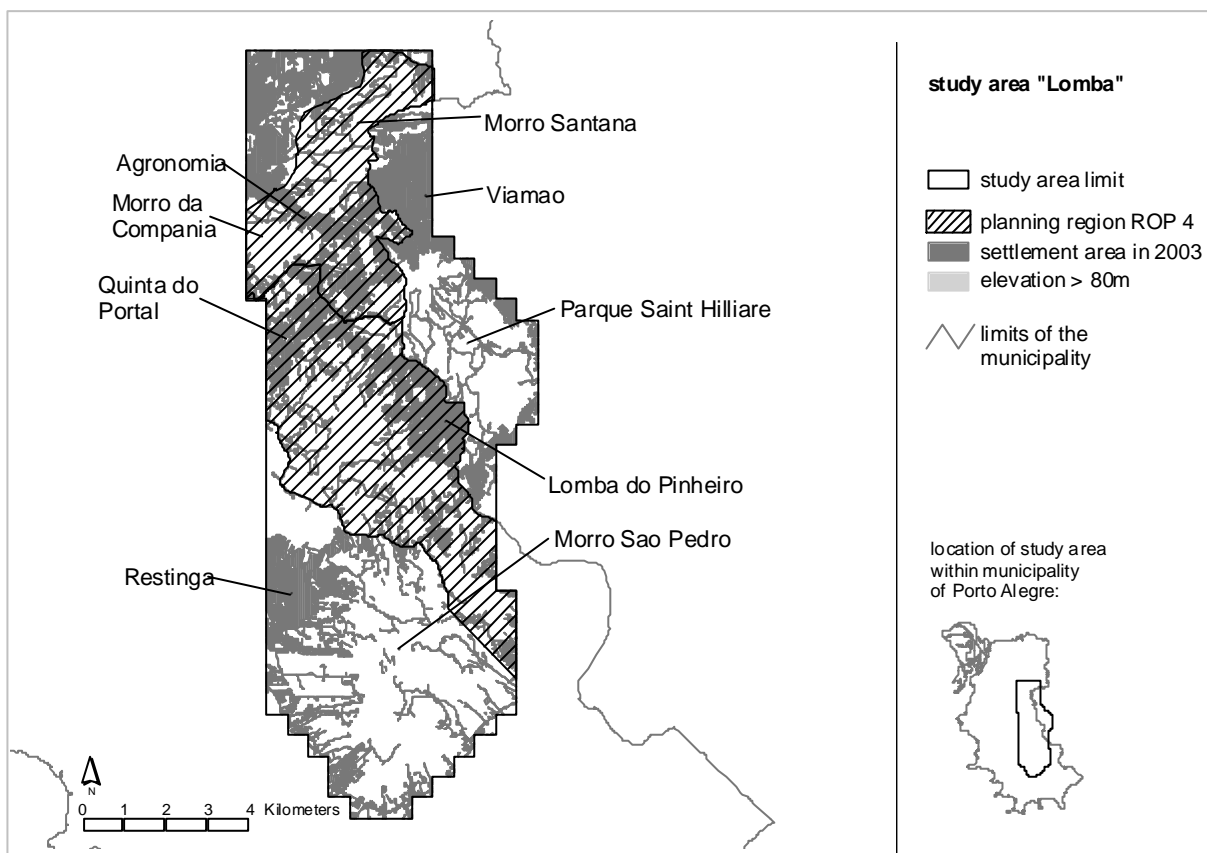 Morro Santana
Agronomia
Viamao
Morro da
Compania
Quinta do
Portal
Parque Saint Hilliare
Lomba do Pinheiro
Morro Sao Pedro
Restinga
N
0 1 2 3 4 Kilometers
study area "Lomba"
study area limit
planning region ROP 4
settlement area in 2003
elevation > 80m
limits of the
municipality
location of study area
within municipality
of Porto Alegre: